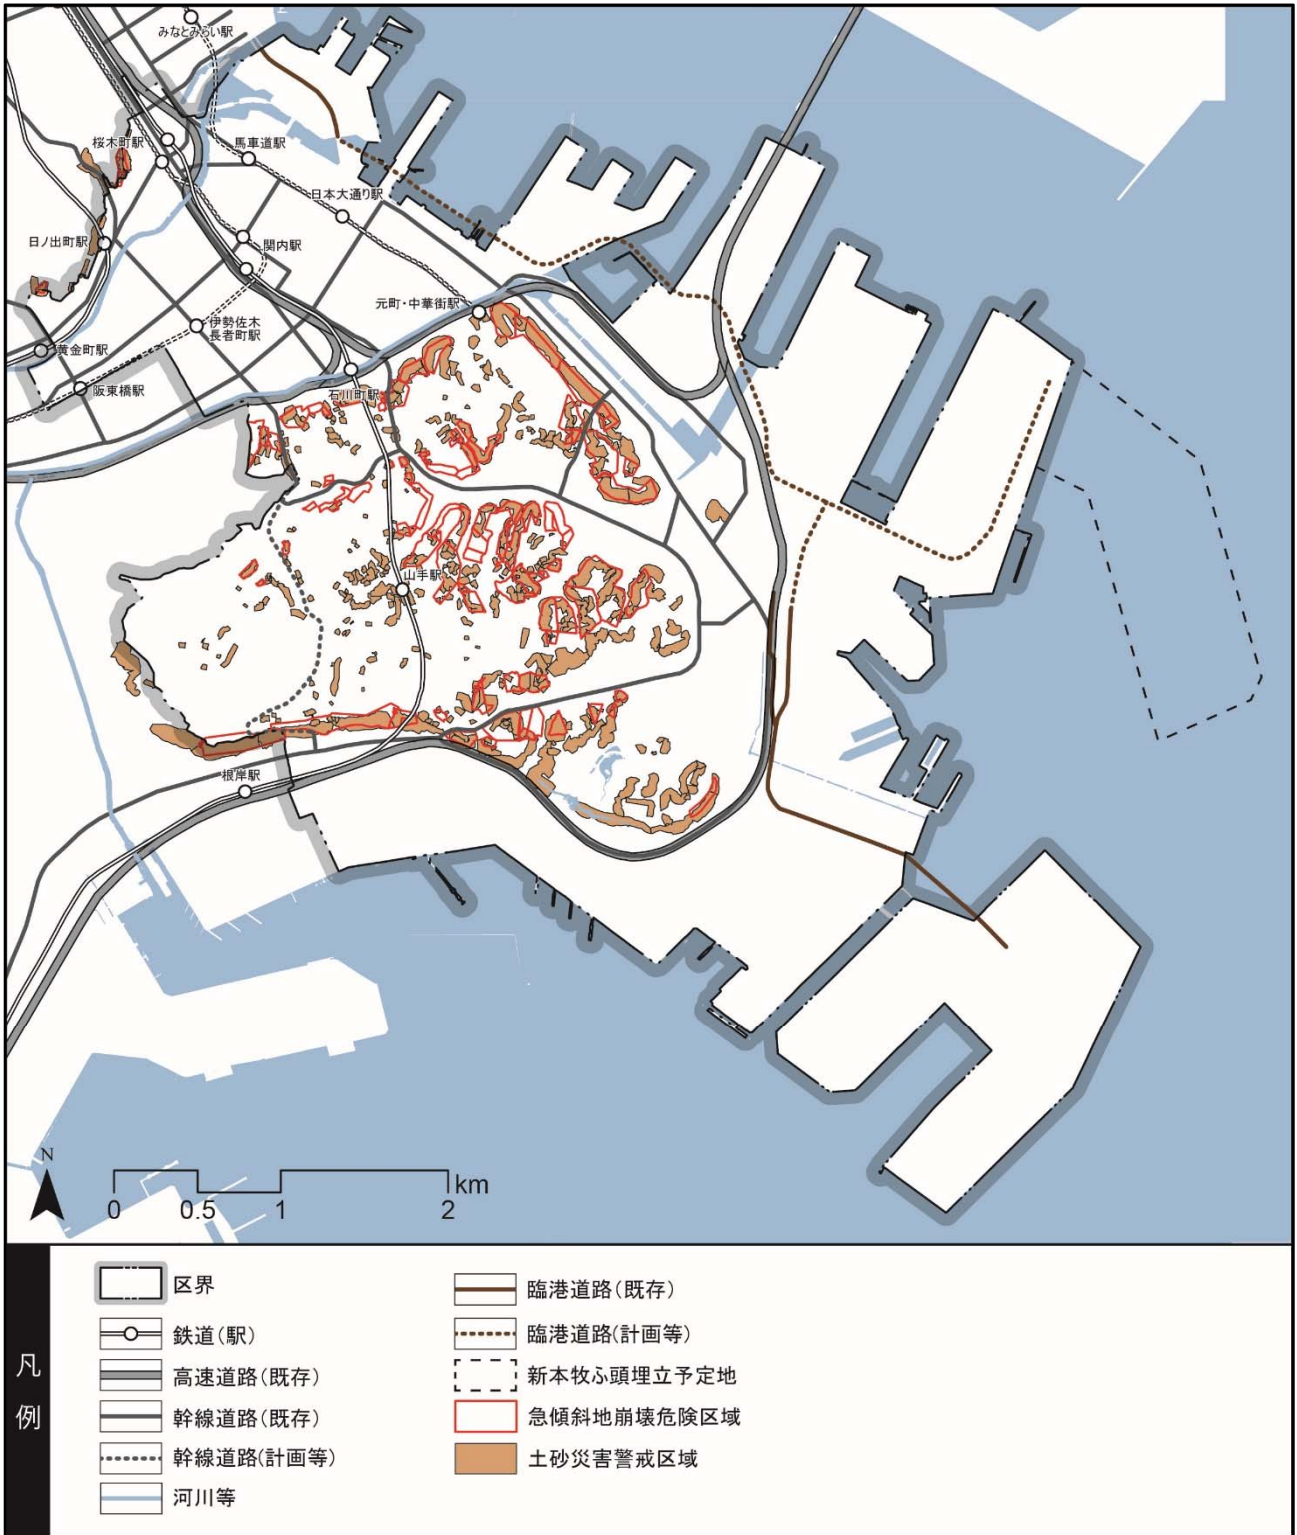 みなとみらい駅
桜木町駅
馬車道駅
日本大通り駅
日ノ出町駅
関内駅
元町・中華街駅
伊勢佐木
長者町駅
黄金町駅
阪東橋駅
石川町駅
山手駅
根岸駅
N
0 0.5 1 2 km
凡例
区界
鉄道(駅)
高速道路(既存)
幹線道路(既存)
幹線道路(計画等)
河川等
臨港道路(既存)
臨港道路(計画等)
新本牧ふ頭埋立予定地
急傾斜地崩壊危険区域
土砂災害警戒区域